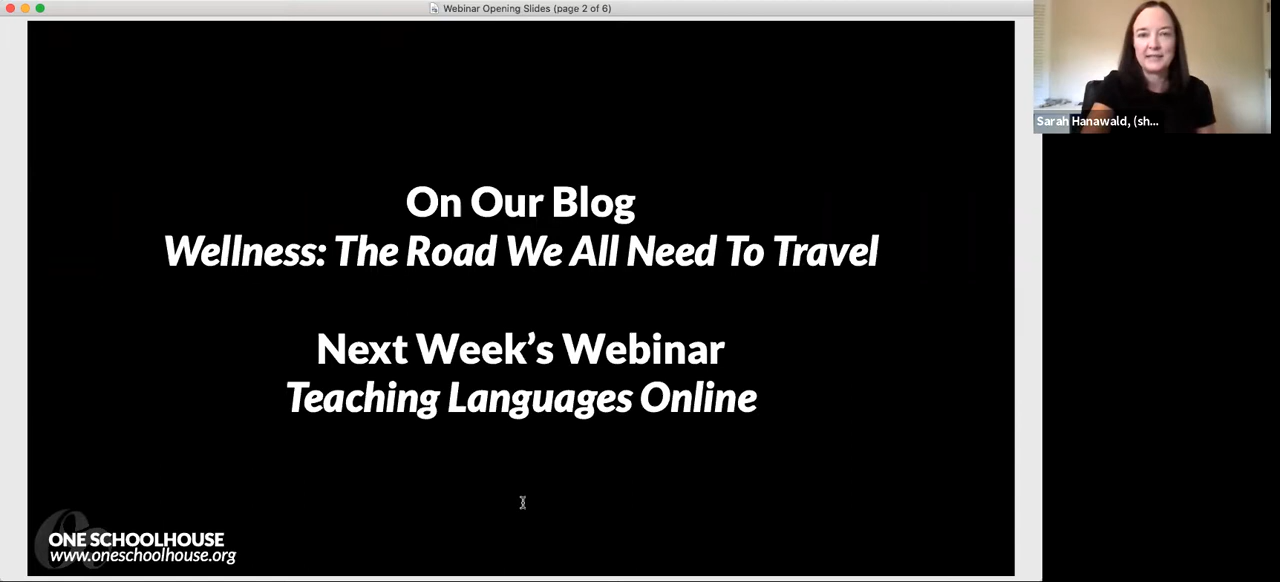 Webinar Opening Slides (page 2 of 6)
Sarah Hanawald, (sh...
On Our Blog
Wellness: The Road We All Need To Travel
Next Week's Webinar
Teaching Languages Online
ONE SCHOOLHOUSE
www.oneschoolhouse.org